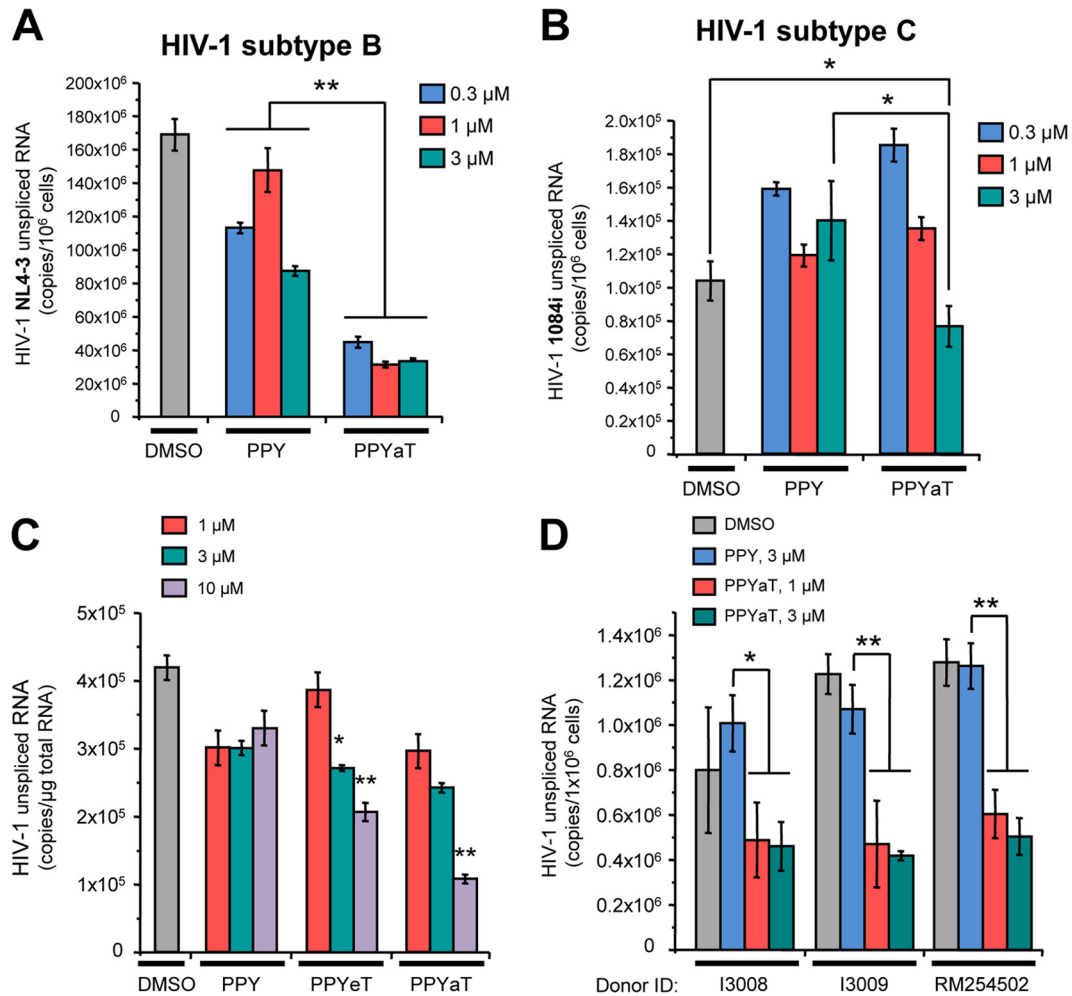 A
HIV-1 subtype B
HIV-1 NL4-3 unspliced RNA
(copies/10⁶ cells)
200x10⁶
180x10⁶
160x10⁶
140x10⁶
120x10⁶
100x10⁶
80x10⁶
60x10⁶
40x10⁶
20x10⁶
0
**
0.3 µM
1 µM
3 µM
DMSO PPY PPYaT
B
HIV-1 subtype C
HIV-1 1084i unspliced RNA
(copies/10⁶ cells)
2.0x10⁵
1.8x10⁵
1.6x10⁵
1.4x10⁵
1.2x10⁵
1.0x10⁵
0.8x10⁵
0.6x10⁵
0.4x10⁵
0.2x10⁵
0
*
*
0.3 µM
1 µM
3 µM
DMSO PPY PPYaT
C
1 µM
3 µM
10 µM
HIV-1 unspliced RNA
(copies/µg total RNA)
5x10⁵
4x10⁵
3x10⁵
2x10⁵
1x10⁵
0
*
**
**
DMSO PPY PPYeT PPYaT
D
DMSO
PPY, 3 µM
PPYaT, 1 µM
PPYaT, 3 µM
HIV-1 unspliced RNA
(copies/1x10⁶ cells)
1.4x10⁶
1.2x10⁶
1.0x10⁶
0.8x10⁶
0.6x10⁶
0.4x10⁶
0.2x10⁶
0
*
**
**
Donor ID: I3008 I3009 RM254502